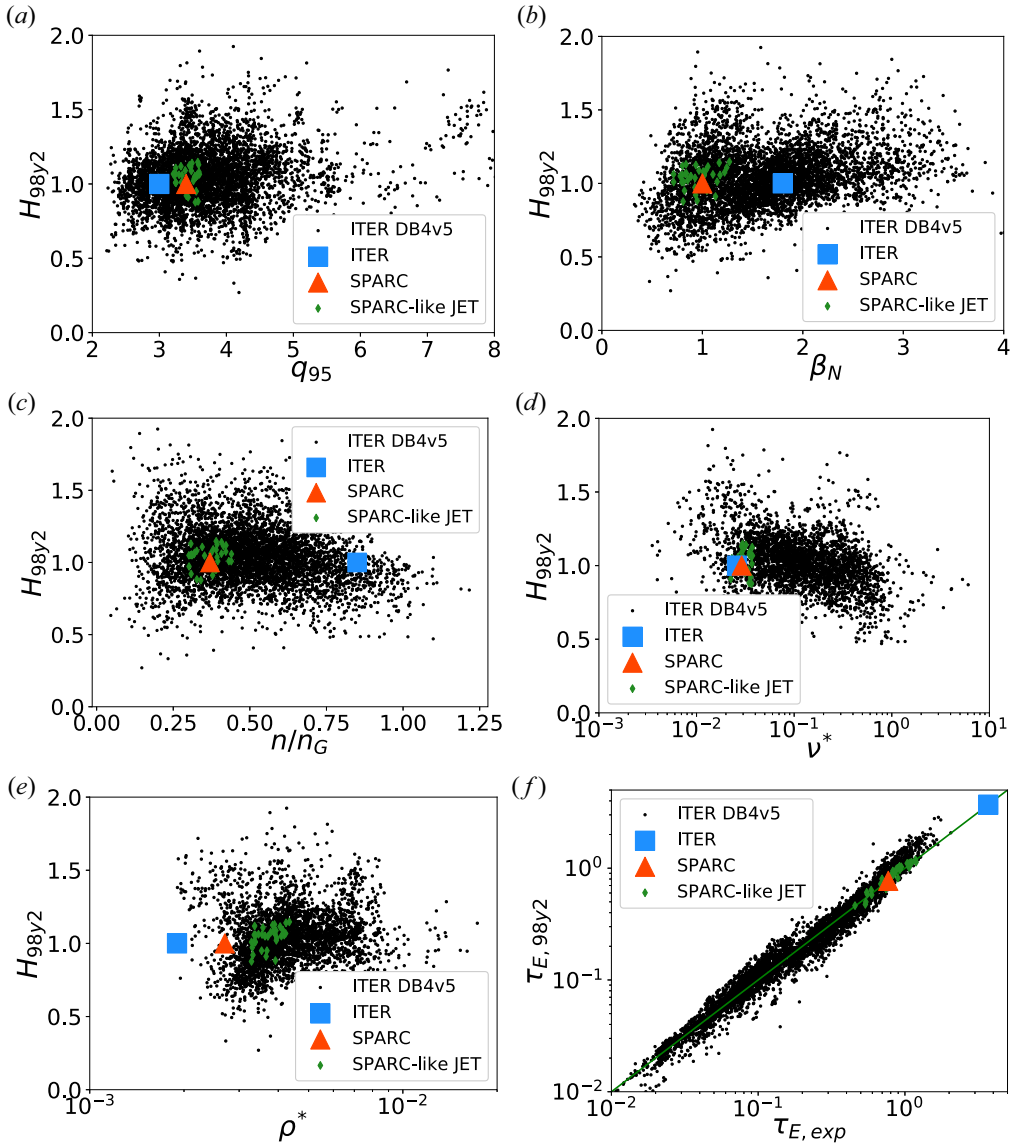 (a)
2.0
1.5
1.0
0.5
0.0
H98y2
2 3 4 5 6 7 8
q95
ITER DB4v5
ITER
SPARC
SPARC-like JET
(b)
2.0
1.5
1.0
0.5
0.0
H98y2
0 1 2 3 4
βN
ITER DB4v5
ITER
SPARC
SPARC-like JET
(c)
2.0
1.5
1.0
0.5
0.0
H98y2
0.00 0.25 0.50 0.75 1.00 1.25
n/nG
ITER DB4v5
ITER
SPARC
SPARC-like JET
(d)
2.0
1.5
1.0
0.5
0.0
H98y2
10−3 10−2 10−1 100 101
ν*
ITER DB4v5
ITER
SPARC
SPARC-like JET
(e)
2.0
1.5
1.0
0.5
0.0
H98y2
10−3 10−2
ρ*
ITER DB4v5
ITER
SPARC
SPARC-like JET
(f)
100
10−1
10−2
τE, 98y2
10−2 10−1 100
τE, exp
ITER DB4v5
ITER
SPARC
SPARC-like JET